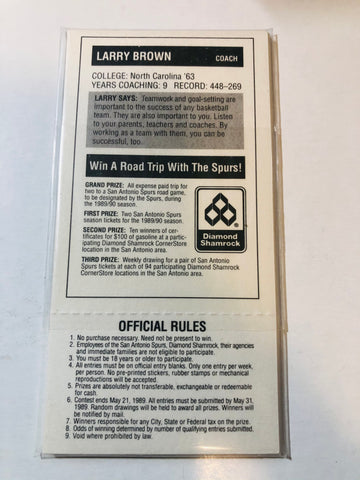 LARRY BROWN COACH
COLLEGE: North Carolina '63
YEARS COACHING: 9 RECORD: 448-269
LARRY SAYS: Teamwork and goal-setting are
important to the success of any basketball
team. They are also important to you. Listen
to your parents, teachers and coaches. By
working as a team with them, you can be
successful, too.
Win A Road Trip With The Spurs!
GRAND PRIZE: All expense paid trip for
two to a San Antonio Spurs road game,
to be designated by the Spurs, during
the 1989/90 season.
FIRST PRIZE: Two San Antonio Spurs
season tickets for the 1989/90 season.
SECOND PRIZE: Ten winners of cer-
tificates for $100 of gasoline at a partici-
pating Diamond Shamrock CornerStore
location in the San Antonio area.
THIRD PRIZE: Weekly drawing for a pair of San Antonio
Spurs tickets at each of 94 participating Diamond Shamrock
CornerStore locations in the San Antonio area.
Diamond
Shamrock
OFFICIAL RULES
1. No purchase necessary. Need not be present to win.
2. Employees of the San Antonio Spurs, Diamond Shamrock, their agencies
and immediate families are not eligible to participate.
3. You must be 18 years or older to participate.
4. All entries must be on official entry blanks. Only one entry per week,
per person. No pre-printed stickers, rubber stamps or mechanical
reproductions will be accepted.
5. Prizes are absolutely not transferable, exchangeable or redeemable
for cash.
6. Contest ends May 21, 1989. All entries must be submitted by May 31,
1989. Random drawings will be held to award all prizes. Winners will
be notified by mail.
7. Winners responsible for any City, State or Federal tax on the prize.
8. Odds of winning determined by number of qualifying entries submitted.
9. Void where prohibited by law.